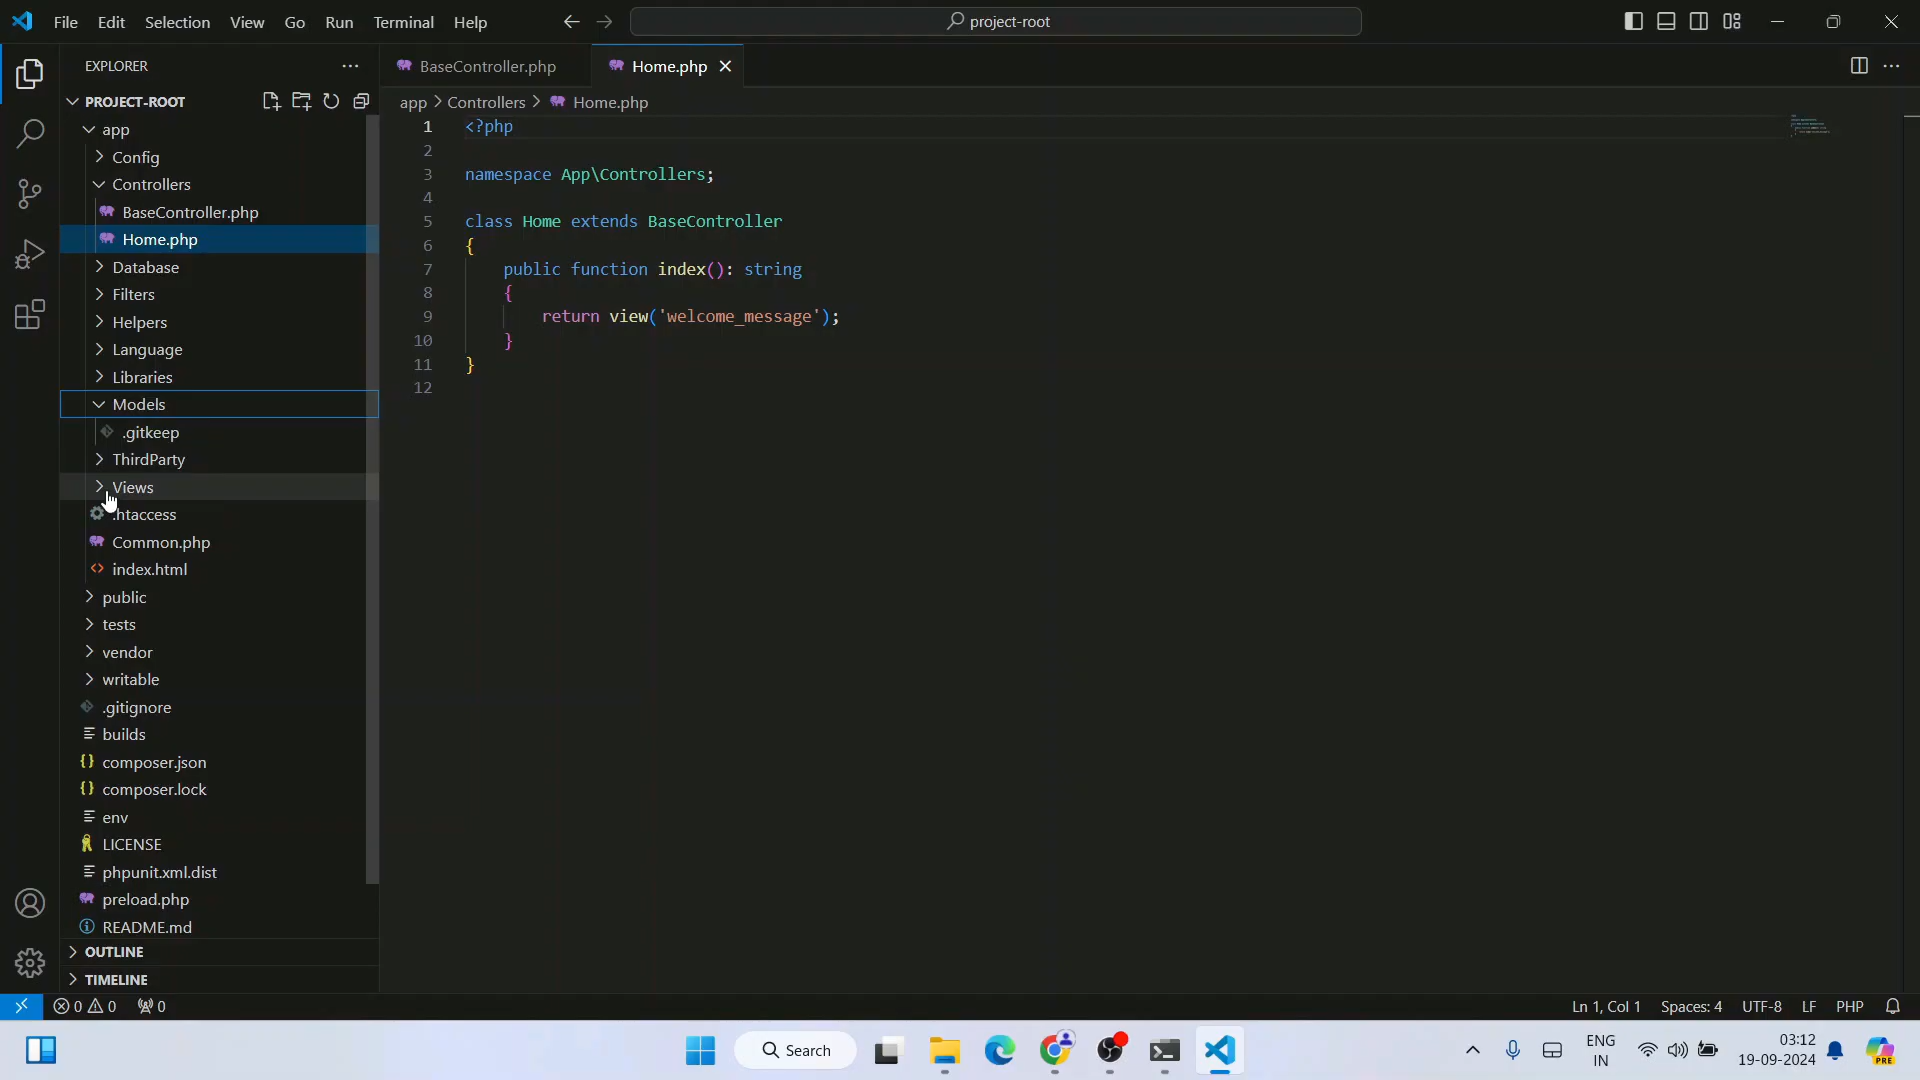 File Edit Selection View Go Run Terminal Help
project-root
EXPLORER
PROJECT-ROOT
app
Config
Controllers
BaseController.php
Home.php
Database
Filters
Helpers
Language
Libraries
Models
.gitkeep
ThirdParty
Views
.htaccess
Common.php
index.html
public
tests
vendor
writable
.gitignore
builds
composer.json
composer.lock
env
LICENSE
phpunit.xml.dist
preload.php
README.md
OUTLINE
TIMELINE
BaseController.php Home.php
app > Controllers > Home.php
1 <?php
2
3 namespace App\Controllers;
4
5 class Home extends BaseController
6 {
7 public function index(): string
8 {
9 return view('welcome_message');
10 }
11 }
12
0 0 0
Ln 1, Col 1 Spaces: 4 UTF-8 LF PHP
Search
ENG
IN
03:12
19-09-2024
PRE